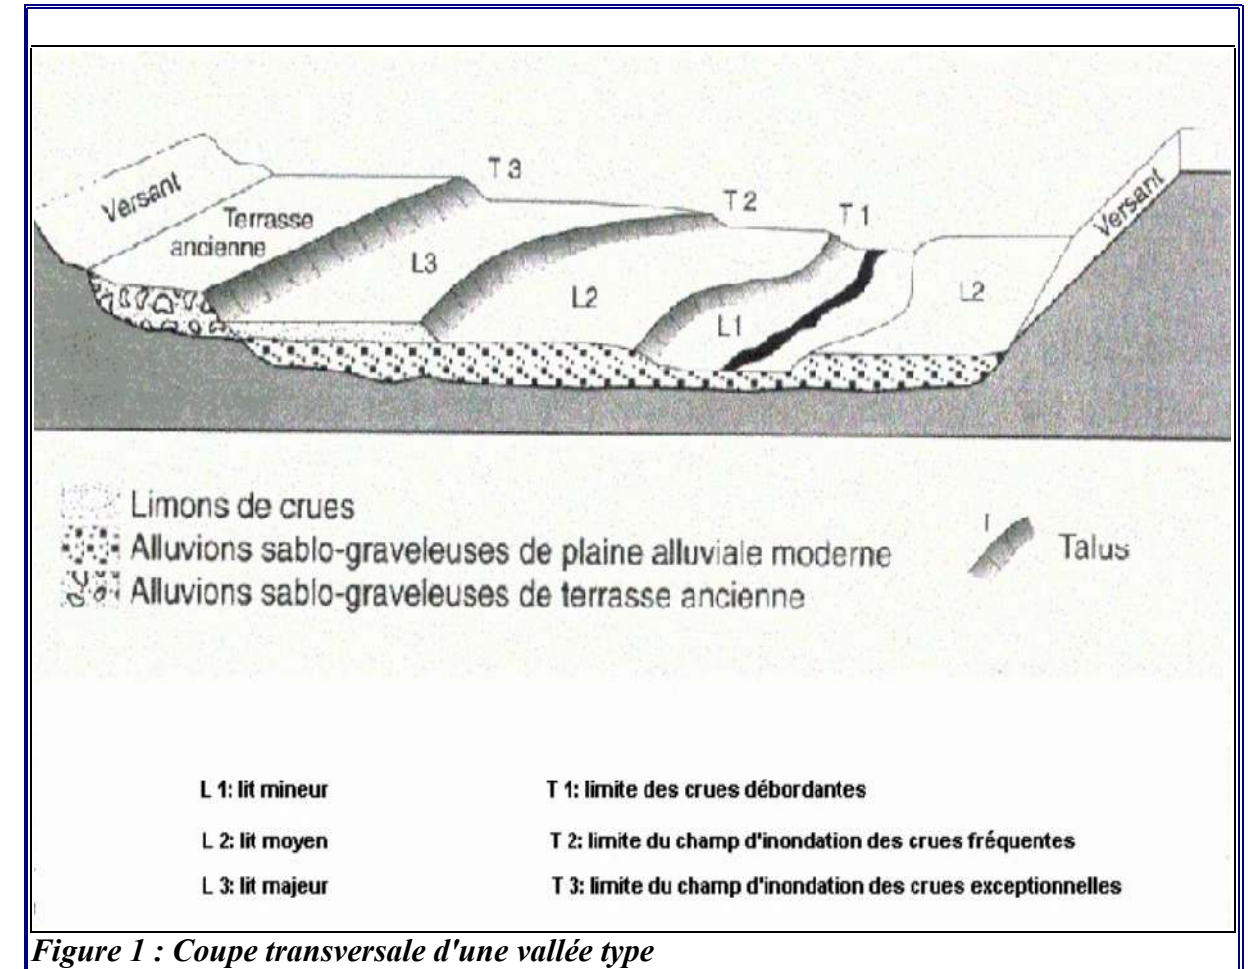 T 3
T 2
T 1
Versant
Terrasse
ancienne
L3
L2
L1
L2
Versant
Limons de crues
Alluvions sablo-graveleuses de plaine alluviale moderne
Alluvions sablo-graveleuses de terrasse ancienne
Talus
L 1: lit mineur
T 1: limite des crues débordantes
L 2: lit moyen
T 2: limite du champ d'inondation des crues fréquentes
L 3: lit majeur
T 3: limite du champ d'inondation des crues exceptionnelles
Figure 1 : Coupe transversale d'une vallée type